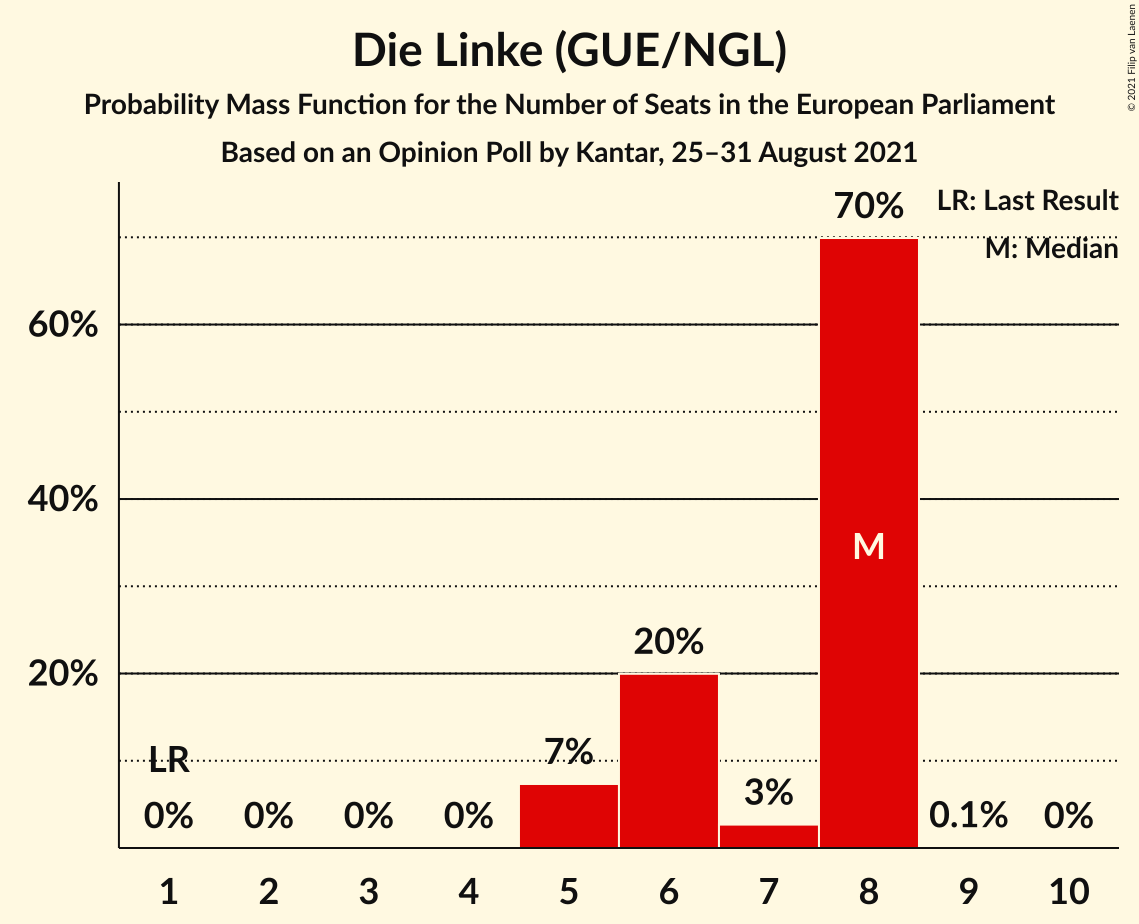 Die Linke (GUE/NGL)
Probability Mass Function for the Number of Seats in the European Parliament
Based on an Opinion Poll by Kantar, 25–31 August 2021
© 2021 Filip van Laenen
LR: Last Result
M: Median
70%
60%
40%
M
20%
20%
LR
7%
3%
0%
0%
0%
0%
0.1%
0%
1 2 3 4 5 6 7 8 9 10